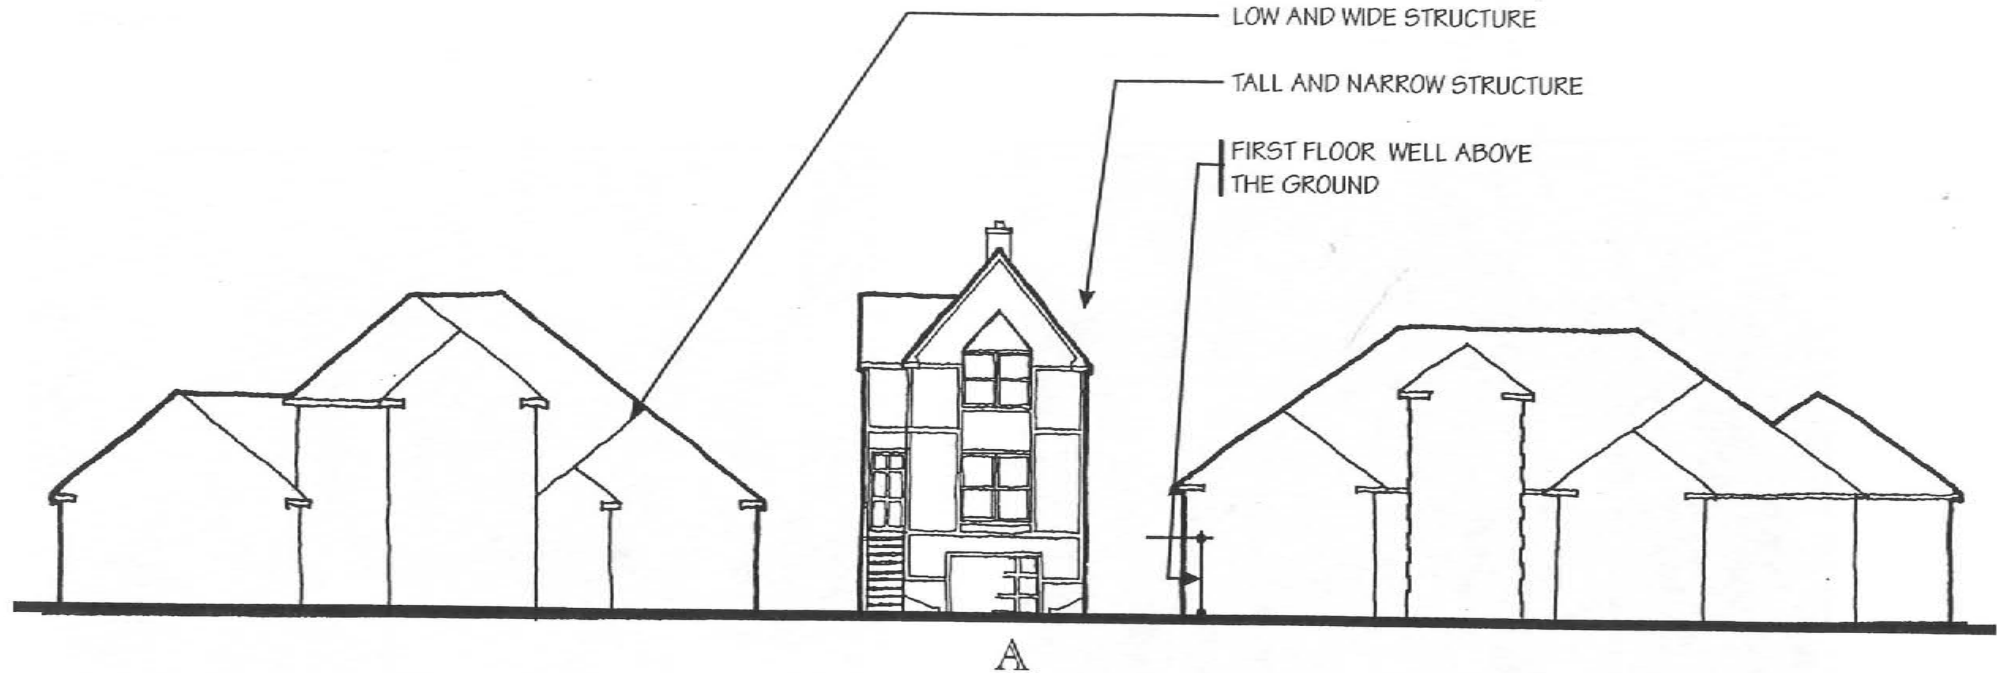 LOW AND WIDE STRUCTURE
TALL AND NARROW STRUCTURE
FIRST FLOOR WELL ABOVE
THE GROUND
A